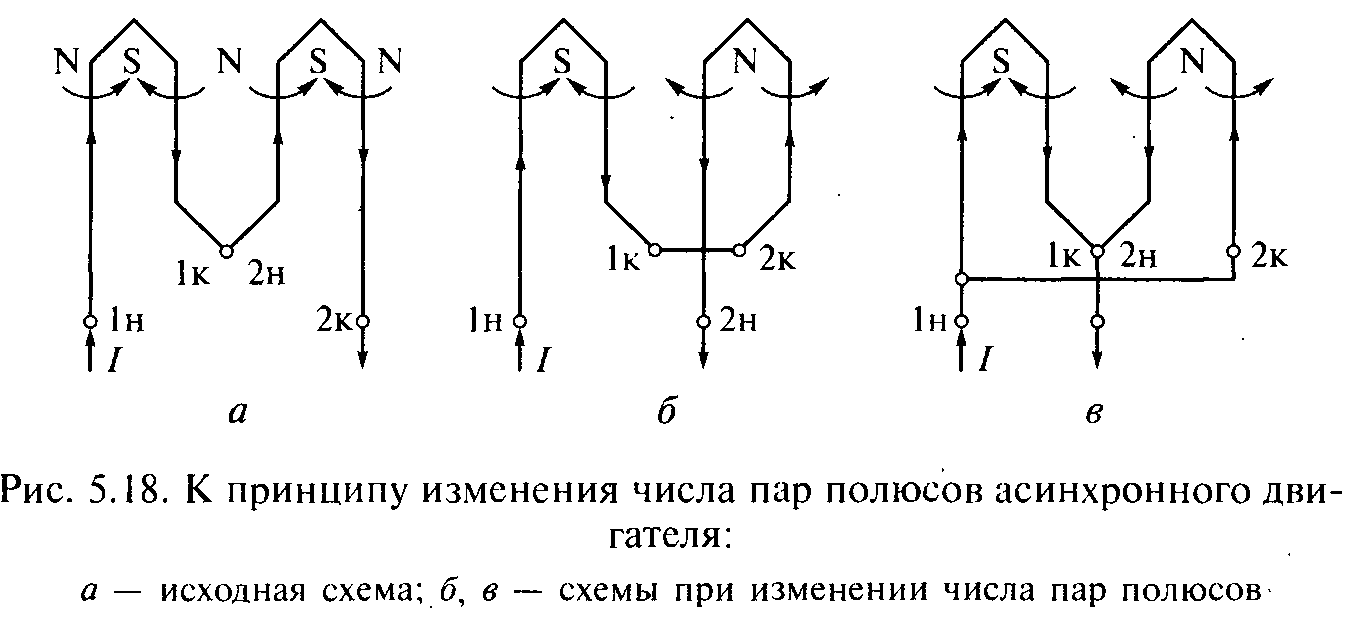 N S N S N S N S N
1к 2н 1к 2к 1к 2н 2к
1н 2к 1н 2н 1н
I I I
а б в
Рис. 5.18. К принципу изменения числа пар полюсов асинхронного дви-
гателя:
а — исходная схема; б, в — схемы при изменении числа пар полюсов